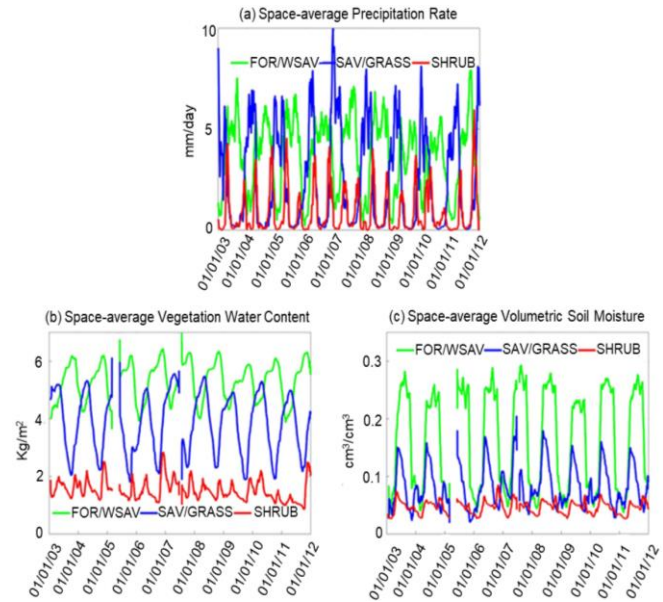 (a) Space-average Precipitation Rate
10
FOR/WSAV SAV/GRASS SHRUB
mm/day
5
0
01/01/03 01/01/04 01/01/05 01/01/06 01/01/07 01/01/08 01/01/09 01/01/10 01/01/11 01/01/12
(b) Space-average Vegetation Water Content
6
Kg/m²
4
2
FOR/WSAV SAV/GRASS SHRUB
0
01/01/03 01/01/04 01/01/05 01/01/06 01/01/07 01/01/08 01/01/09 01/01/10 01/01/11 01/01/12
(c) Space-average Volumetric Soil Moisture
0.3
FOR/WSAV SAV/GRASS SHRUB
cm³/cm³
0.2
0.1
0
01/01/03 01/01/04 01/01/05 01/01/06 01/01/07 01/01/08 01/01/09 01/01/10 01/01/11 01/01/12